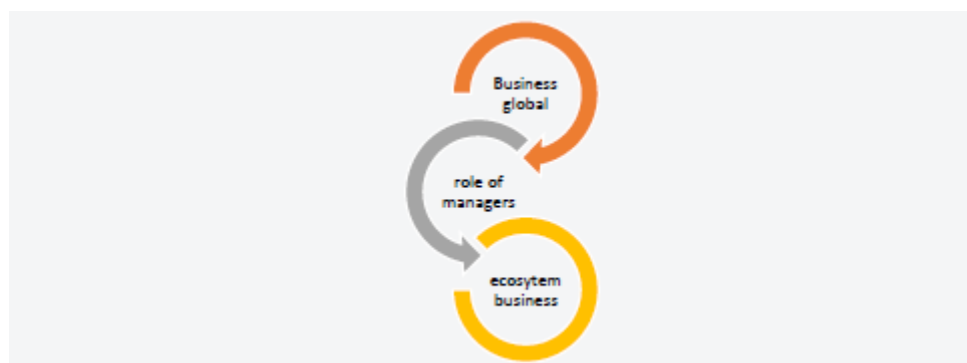 Business
global
role of
managers
ecosytem
business